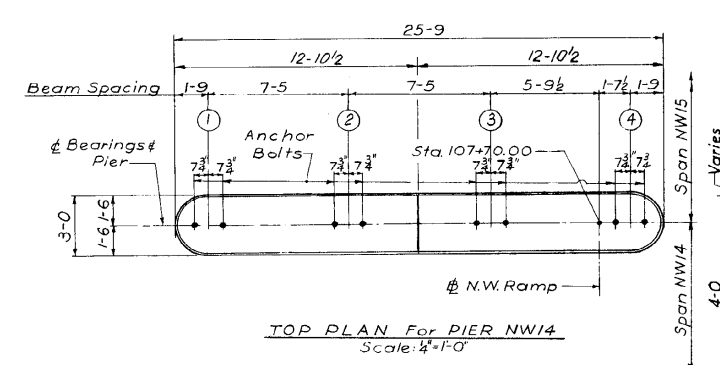 25-9
12-10½ 12-10½
Beam Spacing 1-9 7-5 7-5 5-9½ 1-7½ 1-9
1 2 3 4
℄ Bearings ₵
Pier
Anchor
Bolts
Sta. 107+70.00
7¾" 7¾" 7¾" 7¾" 7¾" 7¾" 7¾" 7¾
3-0
1-6 1-6
Span NW15
Span NW14
Varies
4-0
℄ N.W. Ramp
TOP PLAN For PIER NW14
Scale: ¼"=1'-0"